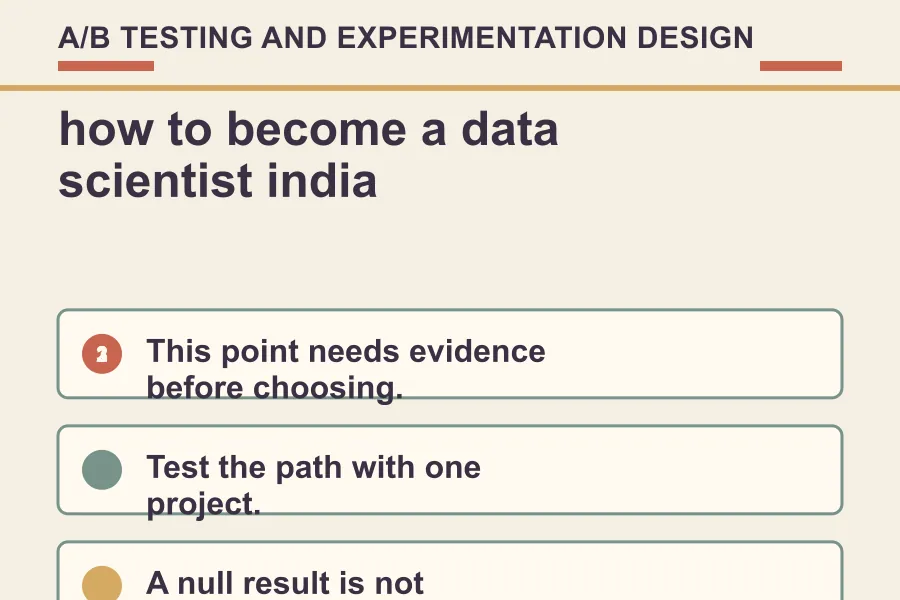 A/B TESTING AND EXPERIMENTATION DESIGN
how to become a data
scientist india
This point needs evidence
before choosing.
Test the path with one
project.
A null result is not